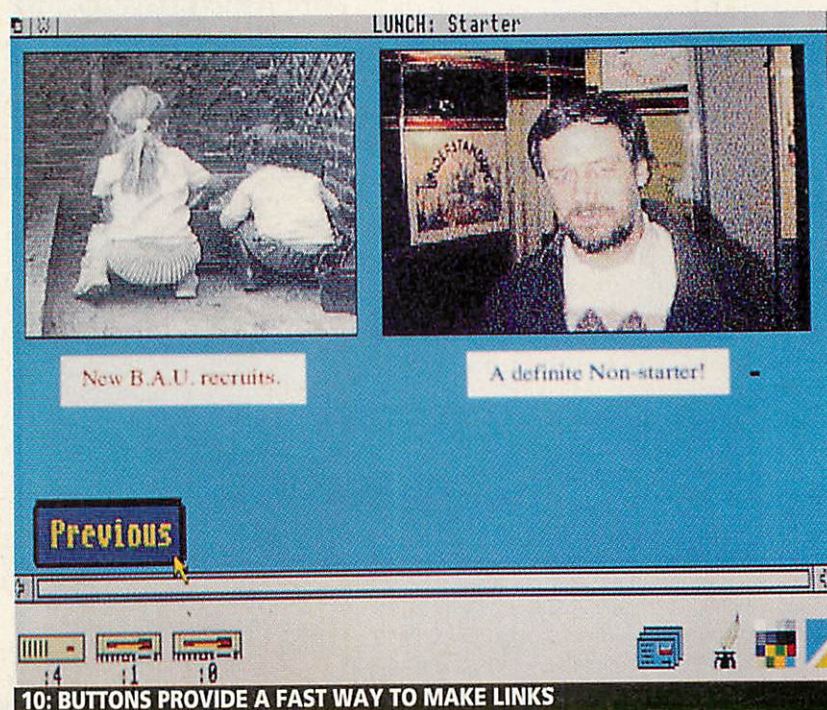 LUNCH: Starter
UNDERSTANDING
New B.A.U. recruits.
A definite Non-starter!
Previous
:4 :1 :0
10: BUTTONS PROVIDE A FAST WAY TO MAKE LINKS